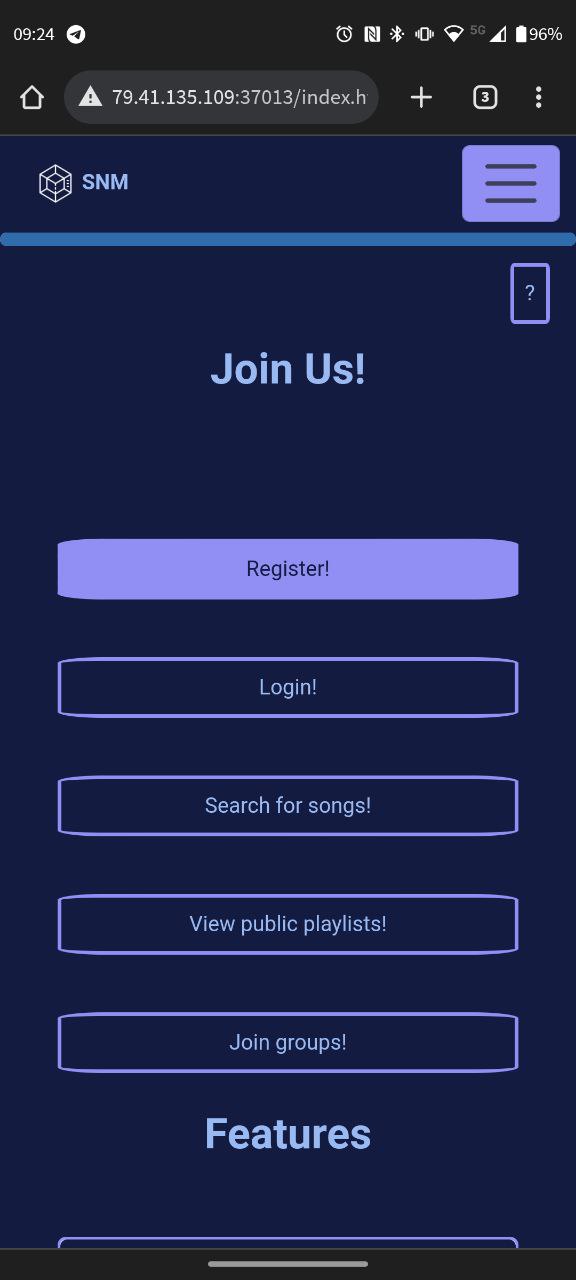 09:24 5G 96%
79.41.135.109:37013/index.h
3
SNM
?
Join Us!
Register!
Login!
Search for songs!
View public playlists!
Join groups!
Features